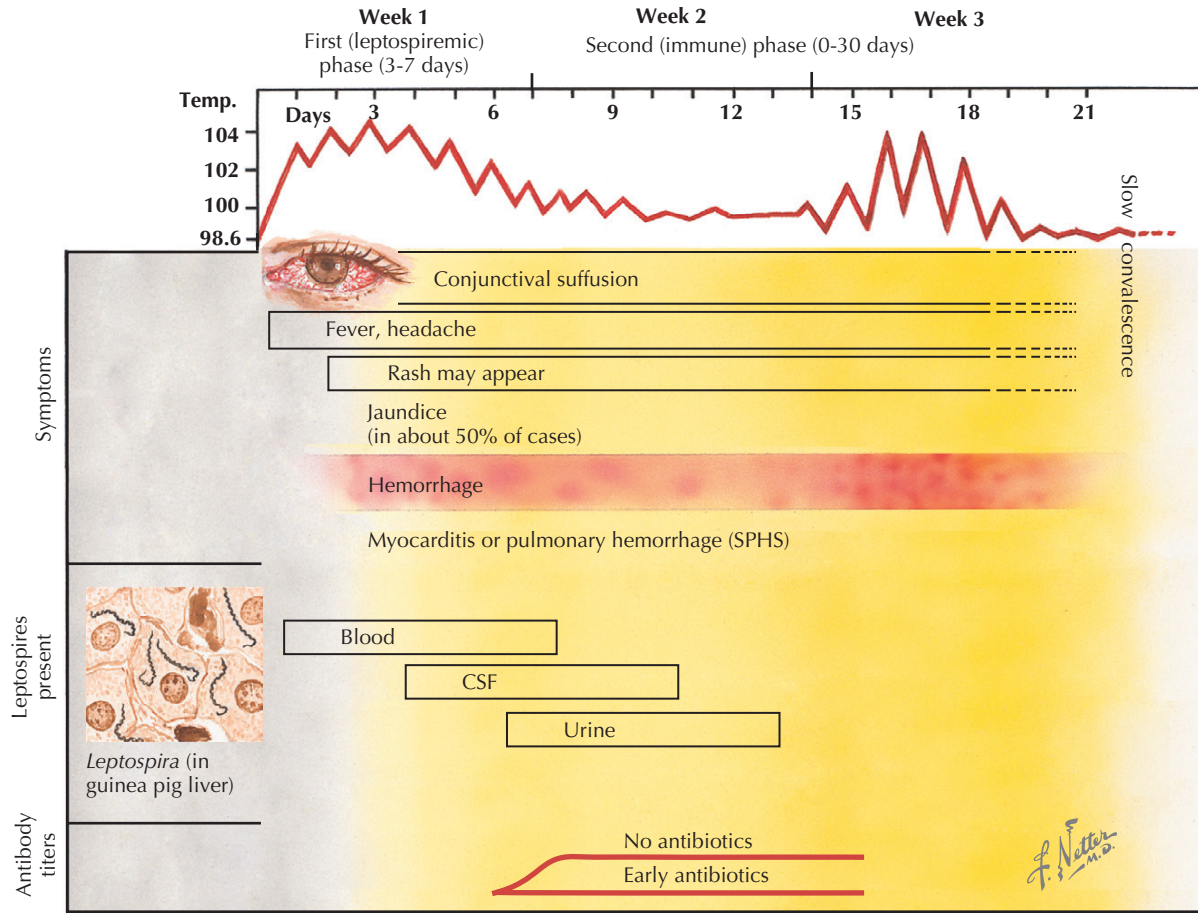 Week 1
First (leptospiremic)
phase (3-7 days)
Week 2
Second (immune) phase (0-30 days)
Week 3
Temp.
Days 3 6 9 12 15 18 21
104
102
100
98.6
Slow convalescence
Symptoms
Conjunctival suffusion
Fever, headache
Rash may appear
Jaundice
(in about 50% of cases)
Hemorrhage
Myocarditis or pulmonary hemorrhage (SPHS)
Leptospires
present
Blood
CSF
Urine
Leptospira (in
guinea pig liver)
Antibody
titers
No antibiotics
Early antibiotics
F. Netter
M.D.